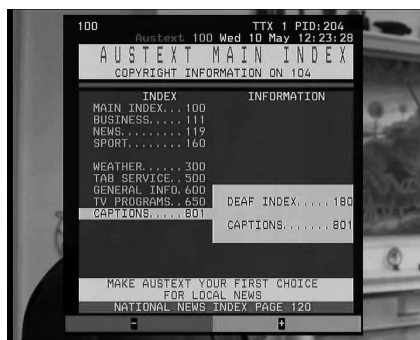 100 TTX 1 PID:204
Austext 100 Wed 10 May 12:23:28
AUSTEXT MAIN INDEX
COPYRIGHT INFORMATION ON 104
INDEX INFORMATION
MAIN INDEX...100
BUSINESS.....111
NEWS.........119
SPORT........160
WEATHER......300
TAB SERVICE..500
GENERAL INFO.600
TV PROGRAMS..650
CAPTIONS.....801
DEAF INDEX.....180
CAPTIONS.......801
MAKE AUSTEXT YOUR FIRST CHOICE
FOR LOCAL NEWS
NATIONAL NEWS INDEX PAGE 120
- +